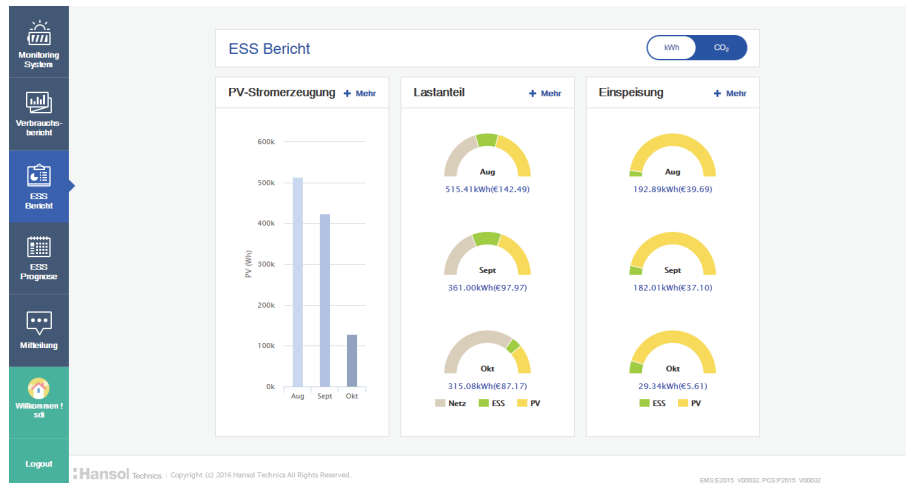 Monitoring
System
Verbrauchs-
bericht
ESS
Bericht
ESS
Prognose
Mitteilung
Willkommen !
sdi
Logout
ESS Bericht
kWh CO₂
PV-Stromerzeugung + Mehr
600k
500k
400k
300k
200k
100k
0k
PV (Wh)
Aug Sept Okt
Lastanteil + Mehr
Aug
515.41kWh(€142.49)
Sept
361.00kWh(€97.97)
Okt
315.08kWh(€87.17)
Netz ESS PV
Einspeisung + Mehr
Aug
192.89kWh(€39.69)
Sept
182.01kWh(€37.10)
Okt
29.34kWh(€5.61)
ESS PV
Hansol Technics | Copyright (c) 2016 Hansol Technics All Rights Reserved.
EMS:E2015 V00032, PCS:P2015 V00032